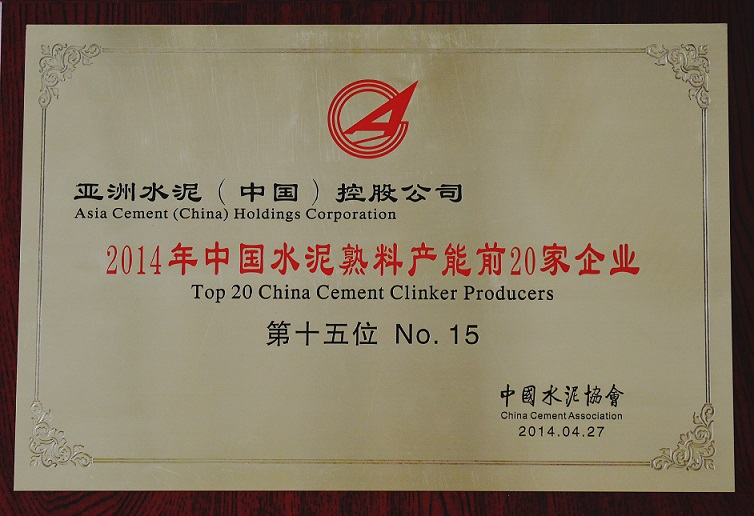 亚洲水泥（中国）控股公司
Asia Cement (China) Holdings Corporation
2014年中国水泥熟料产能前20家企业
Top 20 China Cement Clinker Producers
第十五位 No. 15
中國水泥協會
China Cement Association
2014.04.27